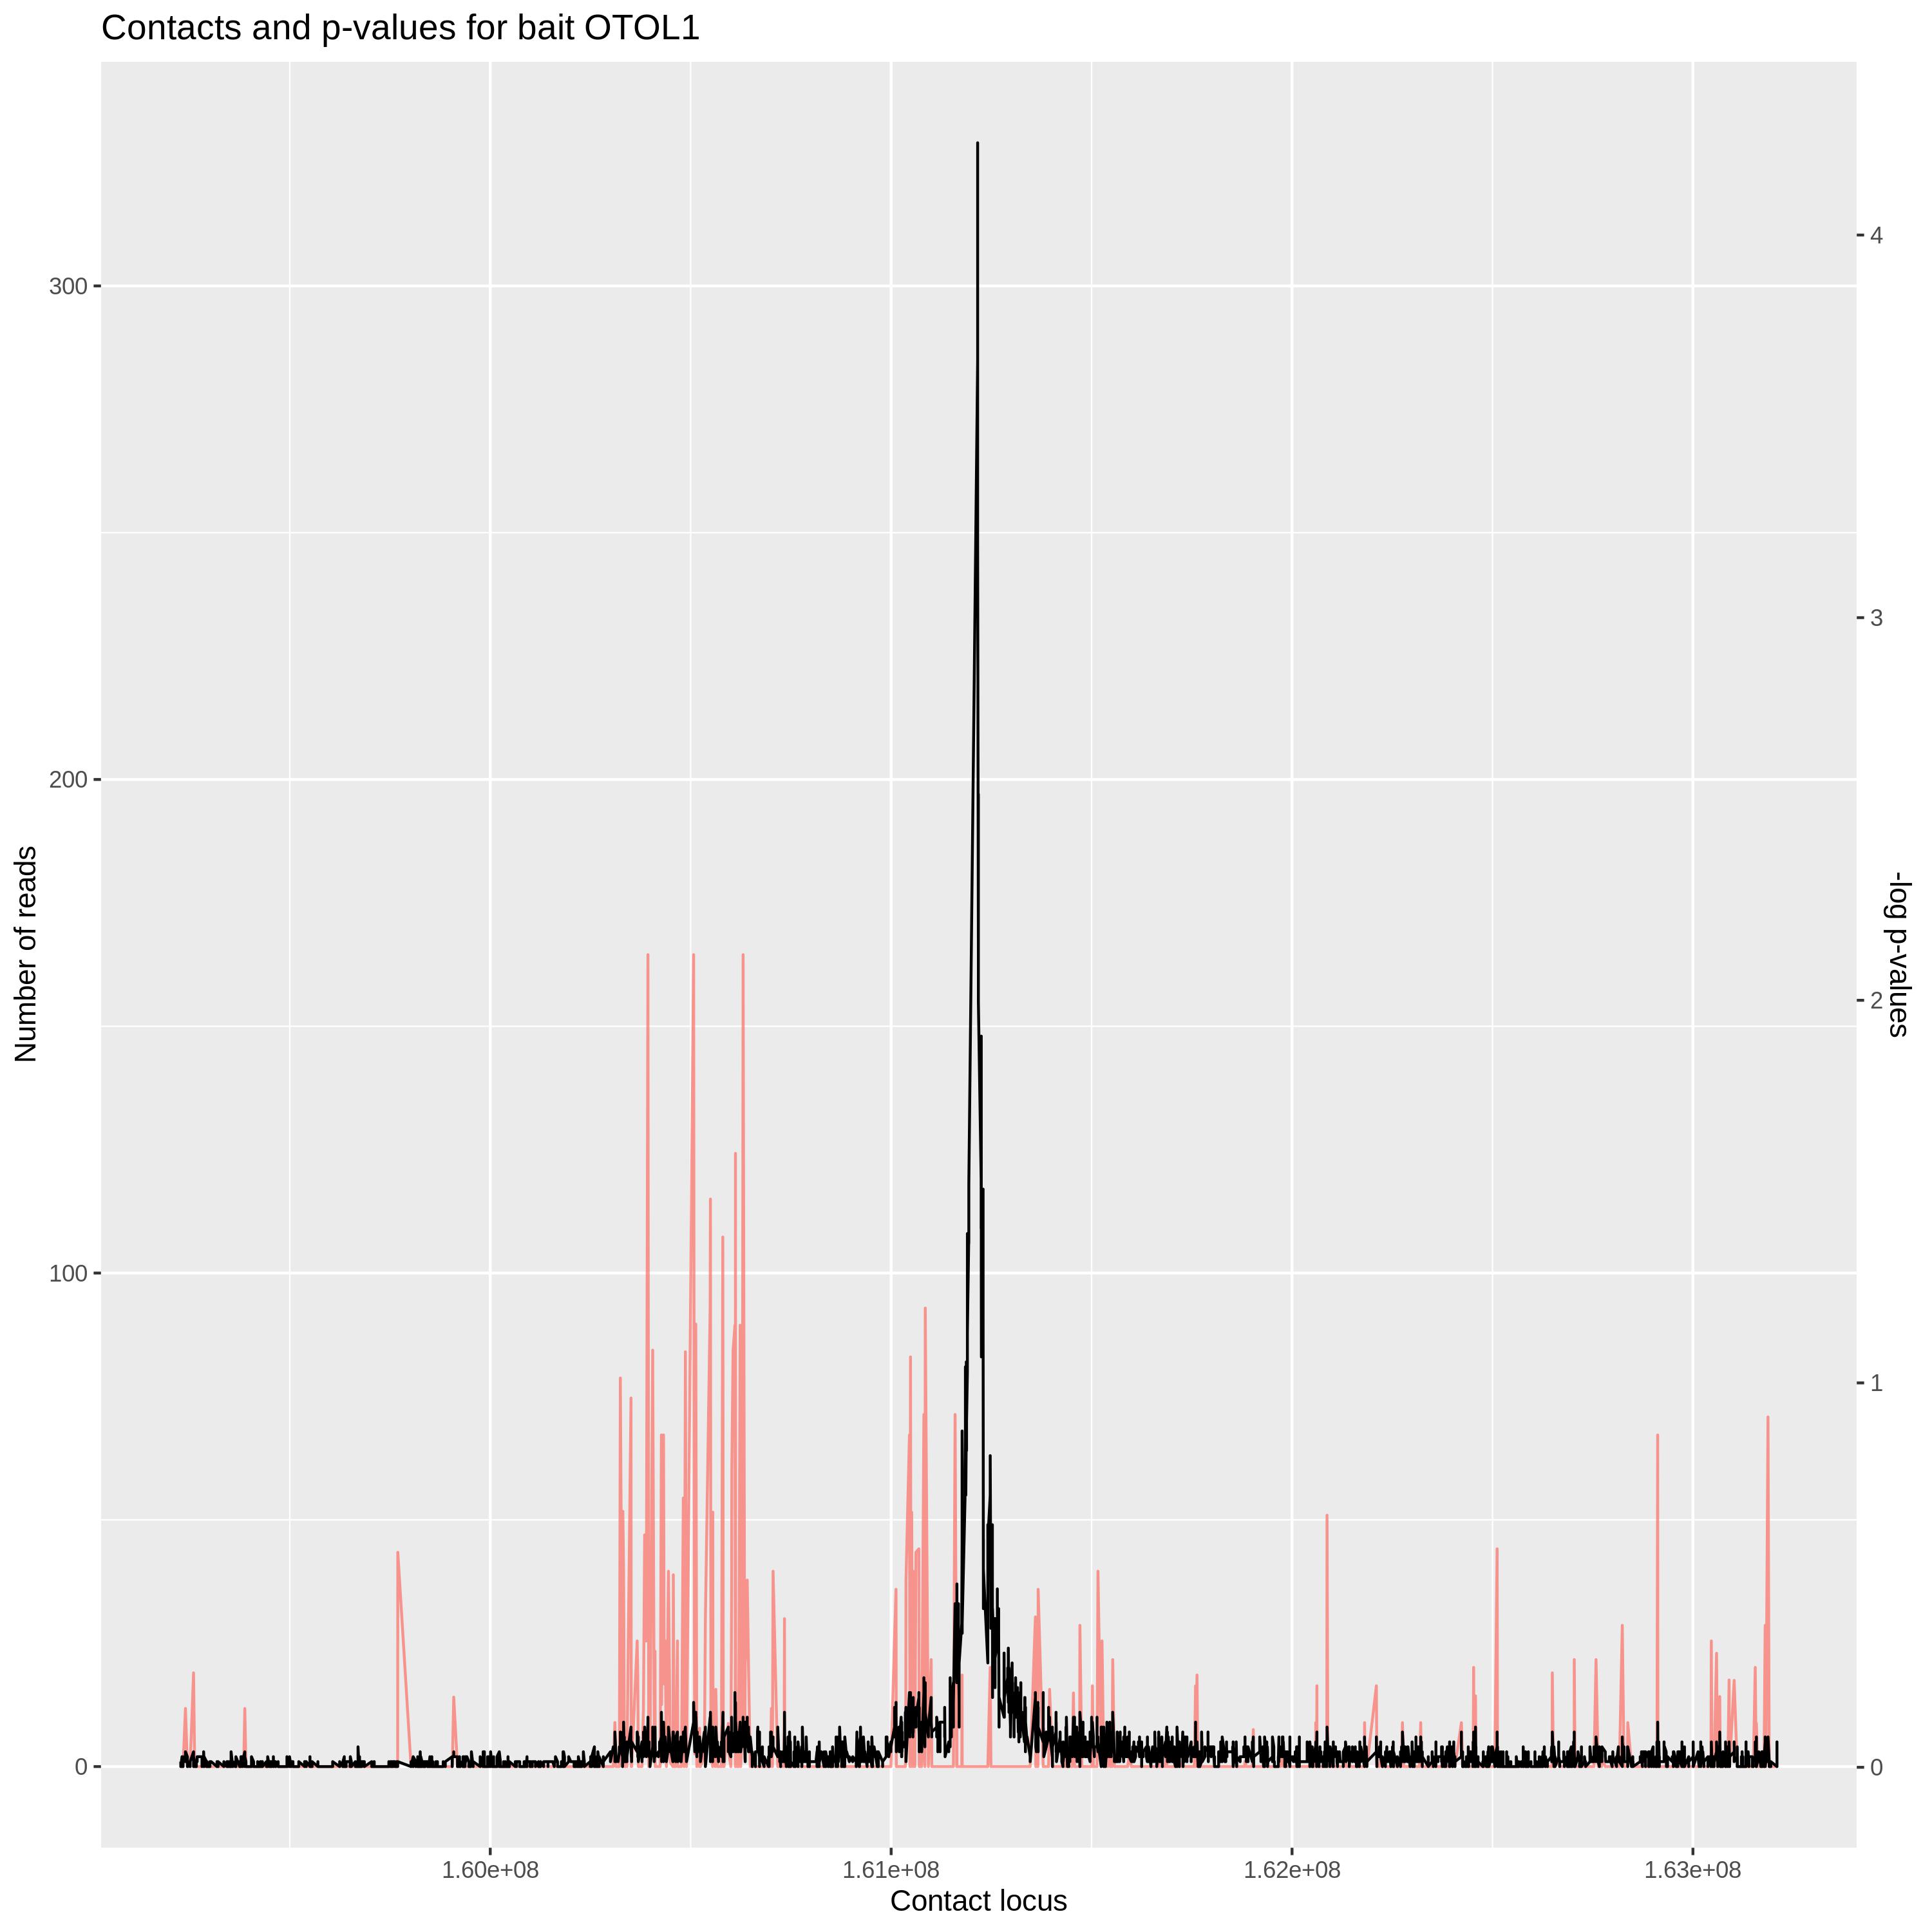 Contacts and p-values for bait OTOL1
Number of reads
300
200
100
0
4
3
2
1
0
-log p-values
1.60e+08
1.61e+08
1.62e+08
1.63e+08
Contact locus